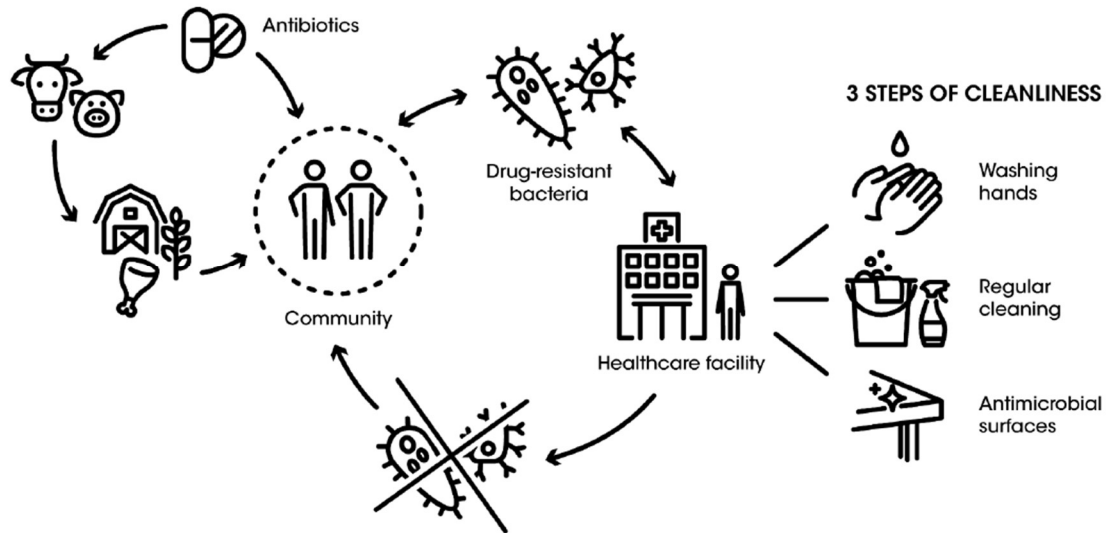 Antibiotics
3 STEPS OF CLEANLINESS
Drug-resistant
bacteria
Washing
hands
Community
Regular
cleaning
Healthcare facility
Antimicrobial
surfaces